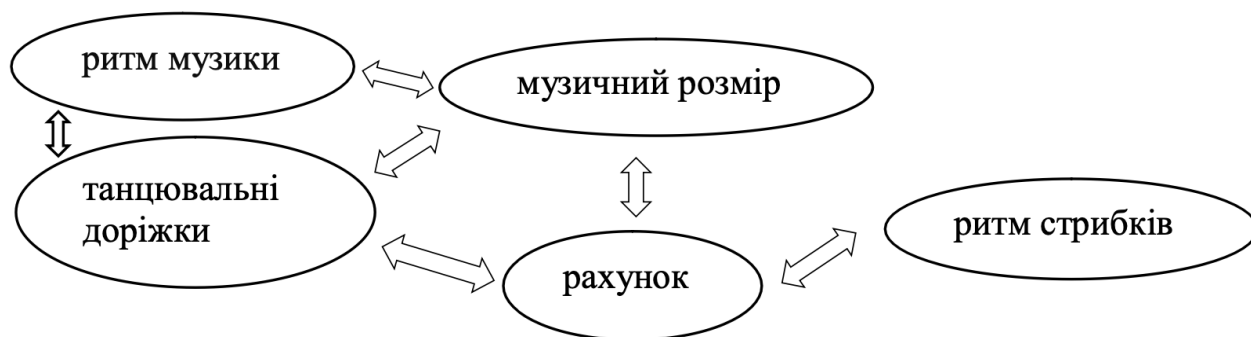 ритм музики
музичний розмір
танцювальні
доріжки
ритм стрибків
рахунок